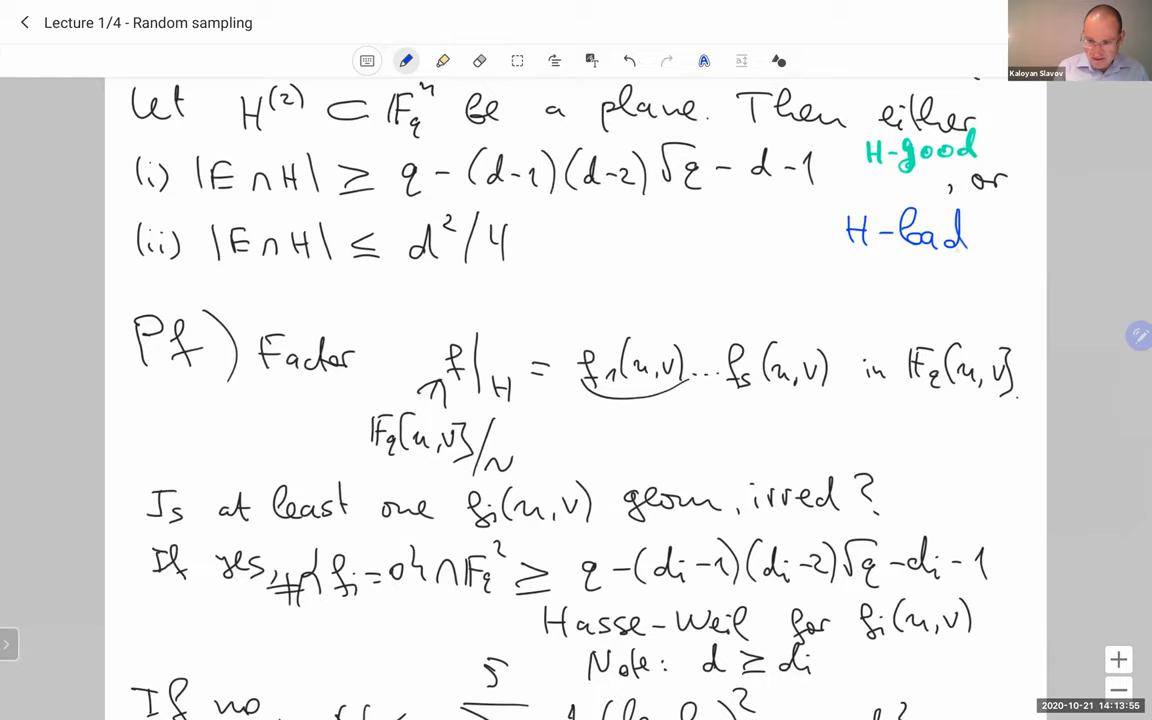 Lecture 1/4 - Random sampling
Kaloyan Slavov
Let H^(2) ⊂ 𝔽_q^n be a plane. Then either
(i) |E ∩ H| ≥ q - (d-1)(d-2)√q - d - 1 H-good , or
(ii) |E ∩ H| ≤ d²/4 H-bad
Pf) Factor f|_H = f_1(u,v)...f_s(u,v) in 𝔽_q[u,v].
𝔽_q[u,v]/~
Is at least one f_i(u,v) geom. irred?
If yes, #{f_i=0} ∩ 𝔽_q² ≥ q - (d_i-1)(d_i-2)√q - d_i - 1
Hasse-Weil for f_i(u,v)
Note: d ≥ d_i
If no
2020-10-21 14:13:55